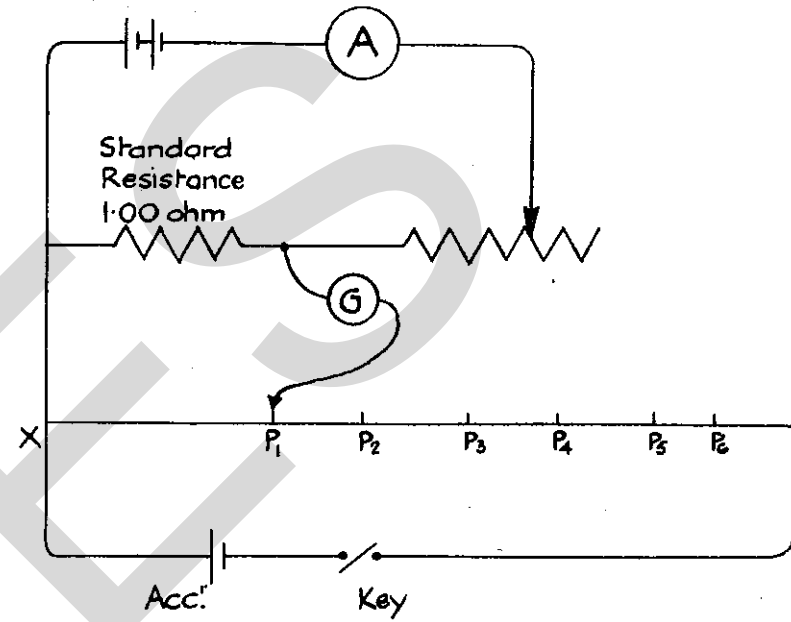 A
Standard
Resistance
1·00 ohm
G
X
P₁ P₂ P₃ P₄ P₅ P₆
Acc.ʳ
Key